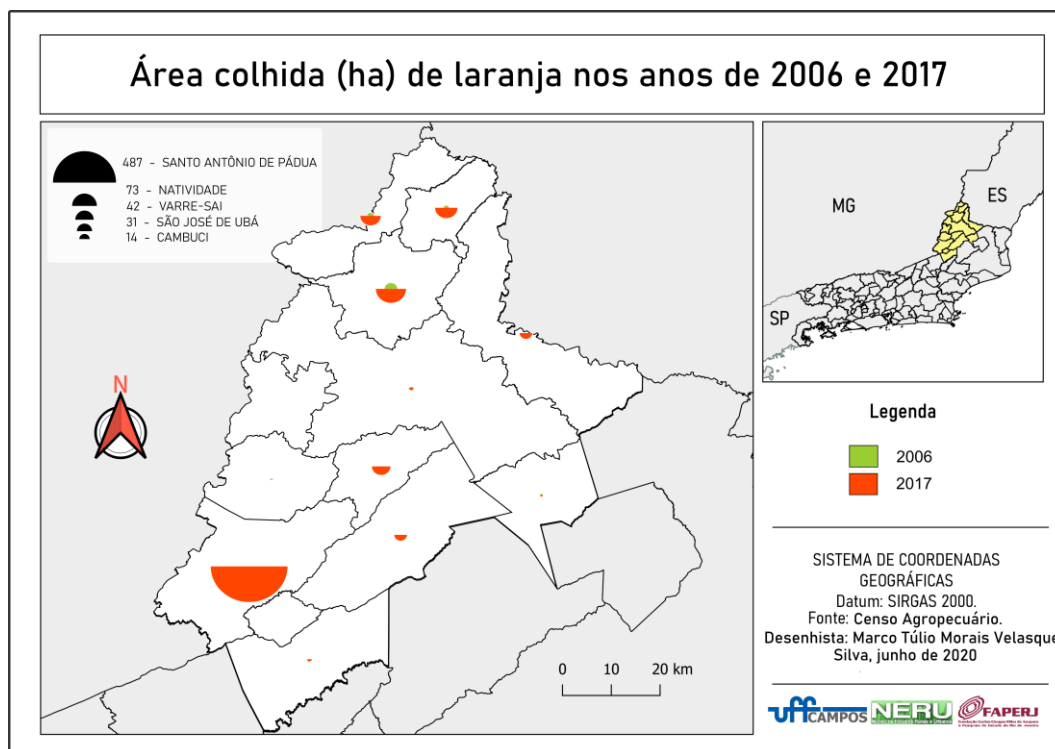 Área colhida (ha) de laranja nos anos de 2006 e 2017
487 - SANTO ANTÔNIO DE PÁDUA
73 - NATIVIDADE
42 - VARRE-SAI
31 - SÃO JOSÉ DE UBÁ
14 - CAMBUCI
N
0 10 20 km
MG
ES
SP
Legenda
2006
2017
SISTEMA DE COORDENADAS
GEOGRÁFICAS
Datum: SIRGAS 2000.
Fonte: Censo Agropecuário.
Desenhista: Marco Túlio Morais Velasque
Silva, junho de 2020
uff CAMPOS
NERU
FAPERJ